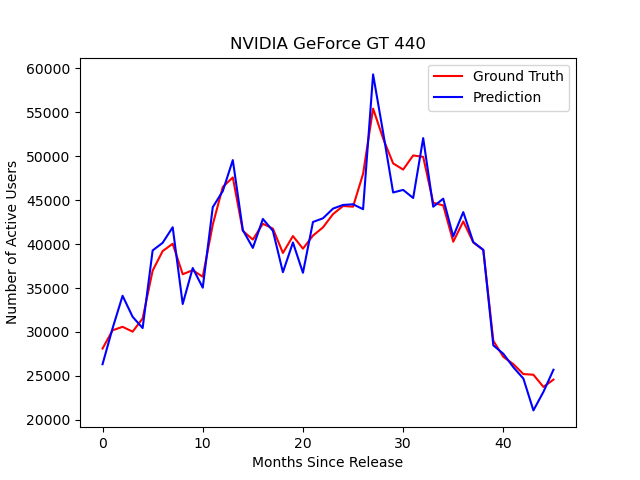 NVIDIA GeForce GT 440
Ground Truth
Prediction
60000
55000
50000
45000
40000
35000
30000
25000
20000
Number of Active Users
0 10 20 30 40
Months Since Release